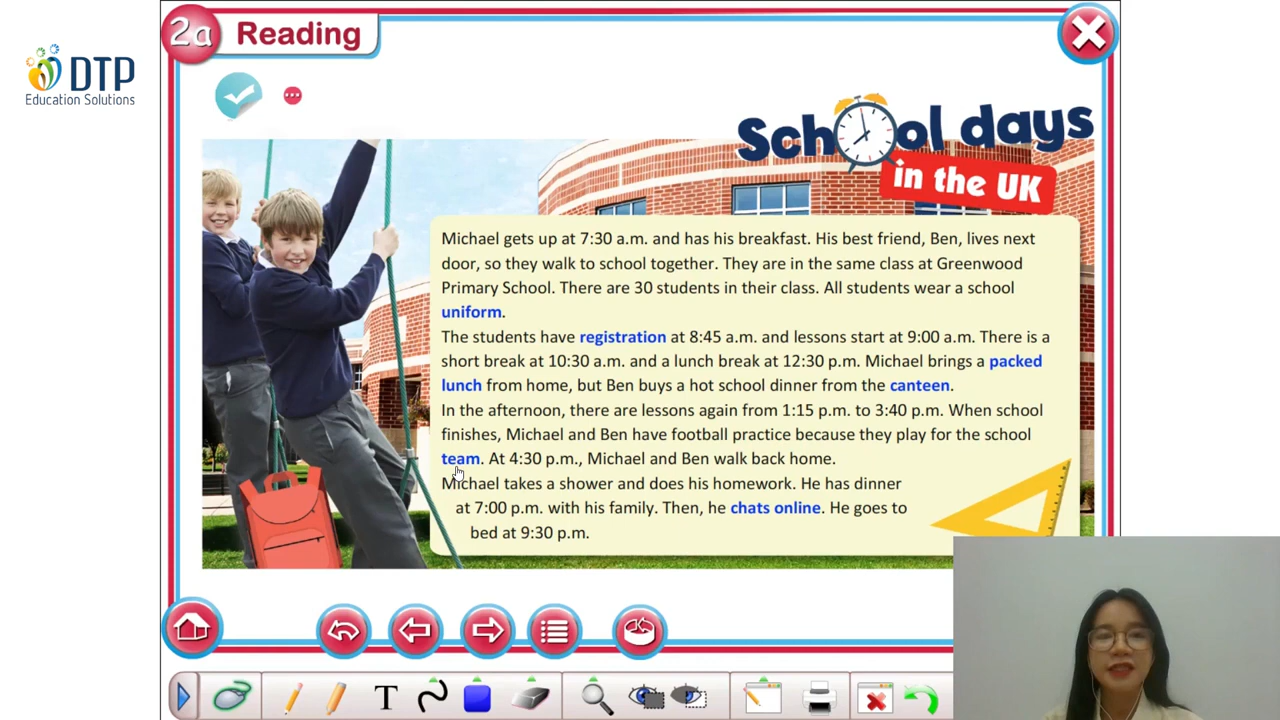 2a Reading
DTP
Education Solutions
School days
in the UK
Michael gets up at 7:30 a.m. and has his breakfast. His best friend, Ben, lives next
door, so they walk to school together. They are in the same class at Greenwood
Primary School. There are 30 students in their class. All students wear a school
uniform.
The students have registration at 8:45 a.m. and lessons start at 9:00 a.m. There is a
short break at 10:30 a.m. and a lunch break at 12:30 p.m. Michael brings a packed
lunch from home, but Ben buys a hot school dinner from the canteen.
In the afternoon, there are lessons again from 1:15 p.m. to 3:40 p.m. When school
finishes, Michael and Ben have football practice because they play for the school
team. At 4:30 p.m., Michael and Ben walk back home.
Michael takes a shower and does his homework. He has dinner
at 7:00 p.m. with his family. Then, he chats online. He goes to
bed at 9:30 p.m.
T